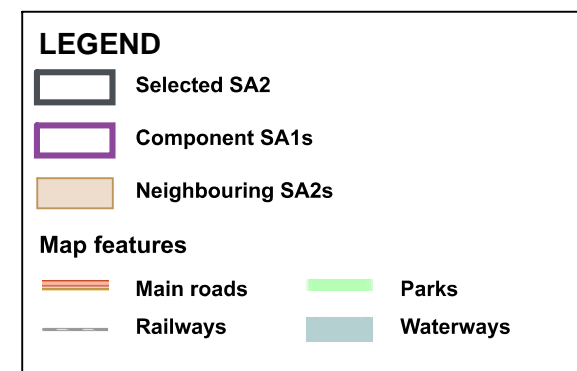 LEGEND
Selected SA2
Component SA1s
Neighbouring SA2s
Map features
Main roads
Parks
Railways
Waterways